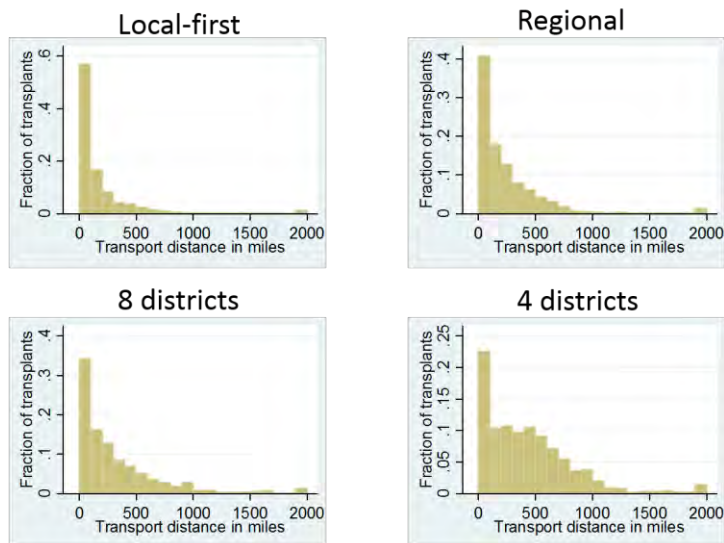 Local-first
Fraction of transplants
0 .2 .4 .6
0 500 1000 1500 2000
Transport distance in miles
Regional
Fraction of transplants
0 .1 .2 .3 .4
0 500 1000 1500 2000
Transport distance in miles
8 districts
Fraction of transplants
0 .1 .2 .3 .4
0 500 1000 1500 2000
Transport distance in miles
4 districts
Fraction of transplants
0 .05 .1 .15 .2 .25
0 500 1000 1500 2000
Transport distance in miles